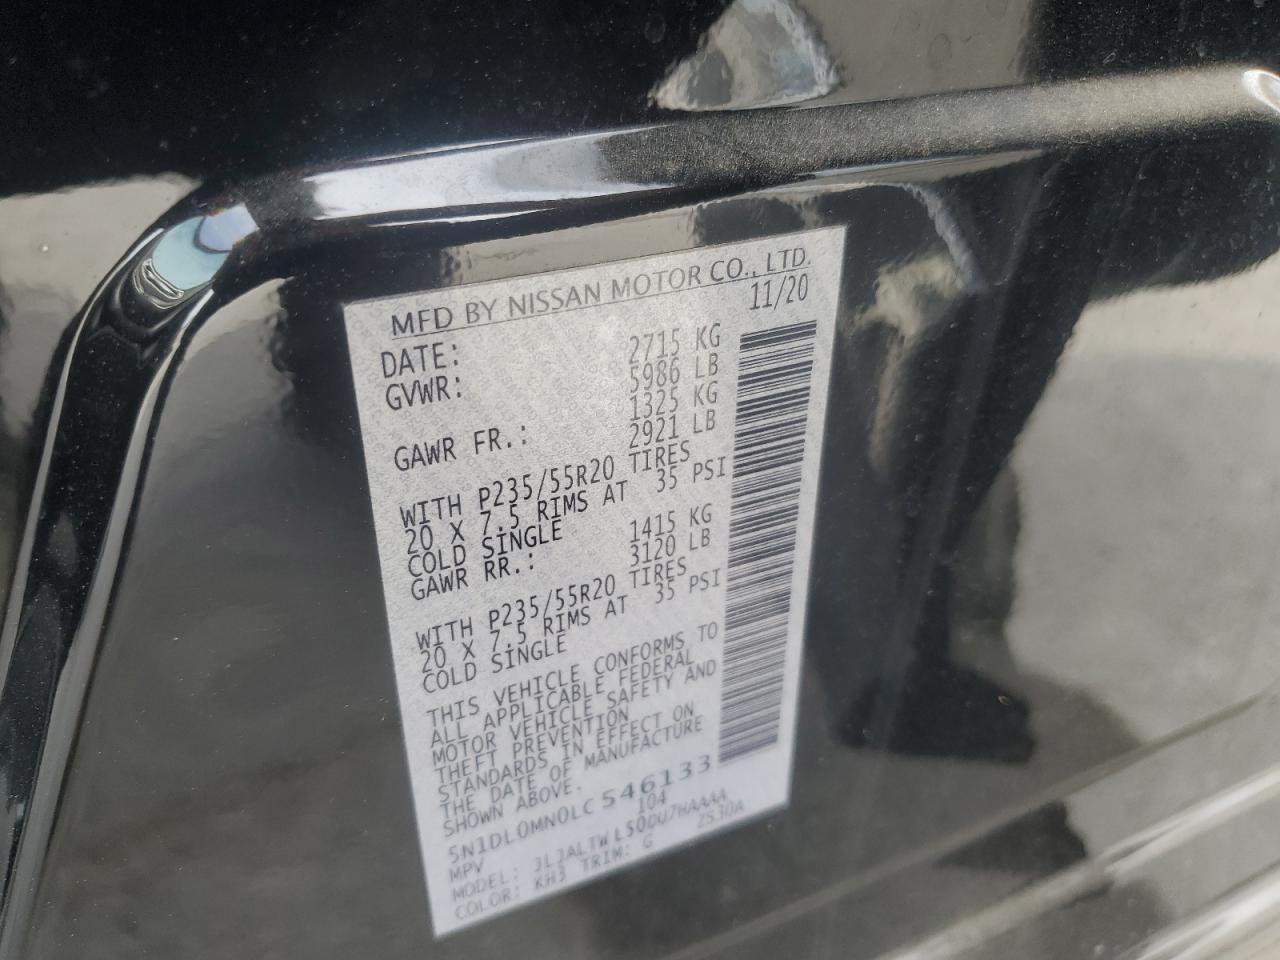 MFD BY NISSAN MOTOR CO., LTD.
DATE: 11/20
GVWR: 2715 KG
5986 LB
GAWR FR.: 1325 KG
2921 LB
WITH P235/55R20 TIRES
20 X 7.5 RIMS AT 35 PSI
COLD SINGLE
GAWR RR.: 1415 KG
3120 LB
WITH P235/55R20 TIRES
20 X 7.5 RIMS AT 35 PSI
COLD SINGLE
THIS VEHICLE CONFORMS TO
ALL APPLICABLE FEDERAL
MOTOR VEHICLE SAFETY AND
THEFT PREVENTION
STANDARDS IN EFFECT ON
THE DATE OF MANUFACTURE
SHOWN ABOVE.
5N1DL0MN0LC546133
MPV 104
MODEL: JLJALTWL50UU7HAAAA
COLOR: KH3 TRIM: G ZS30A